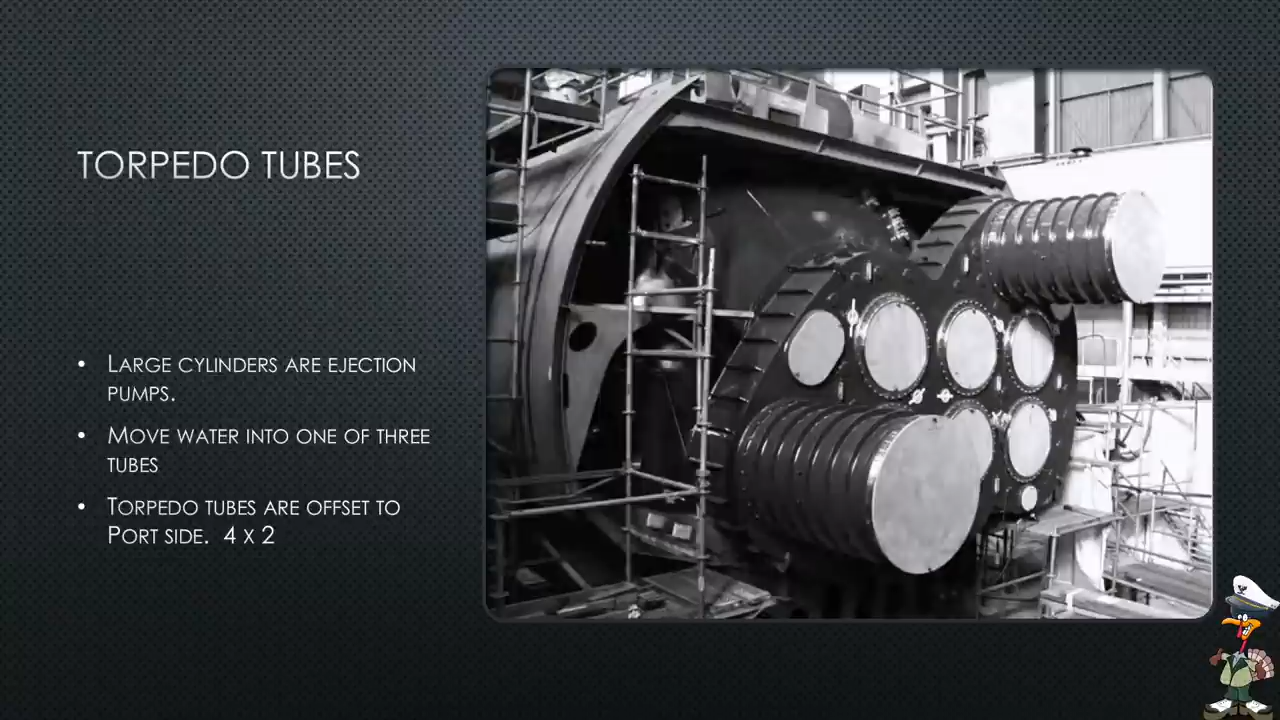 TORPEDO TUBES
• LARGE CYLINDERS ARE EJECTION
PUMPS.
• MOVE WATER INTO ONE OF THREE
TUBES
• TORPEDO TUBES ARE OFFSET TO
PORT SIDE.  4 X 2